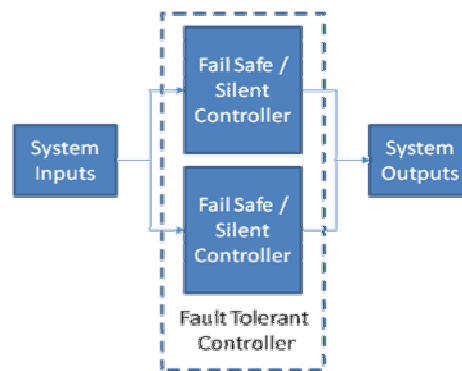 Fail Safe /
Silent
Controller
System
Inputs
System
Outputs
Fail Safe /
Silent
Controller
Fault Tolerant
Controller